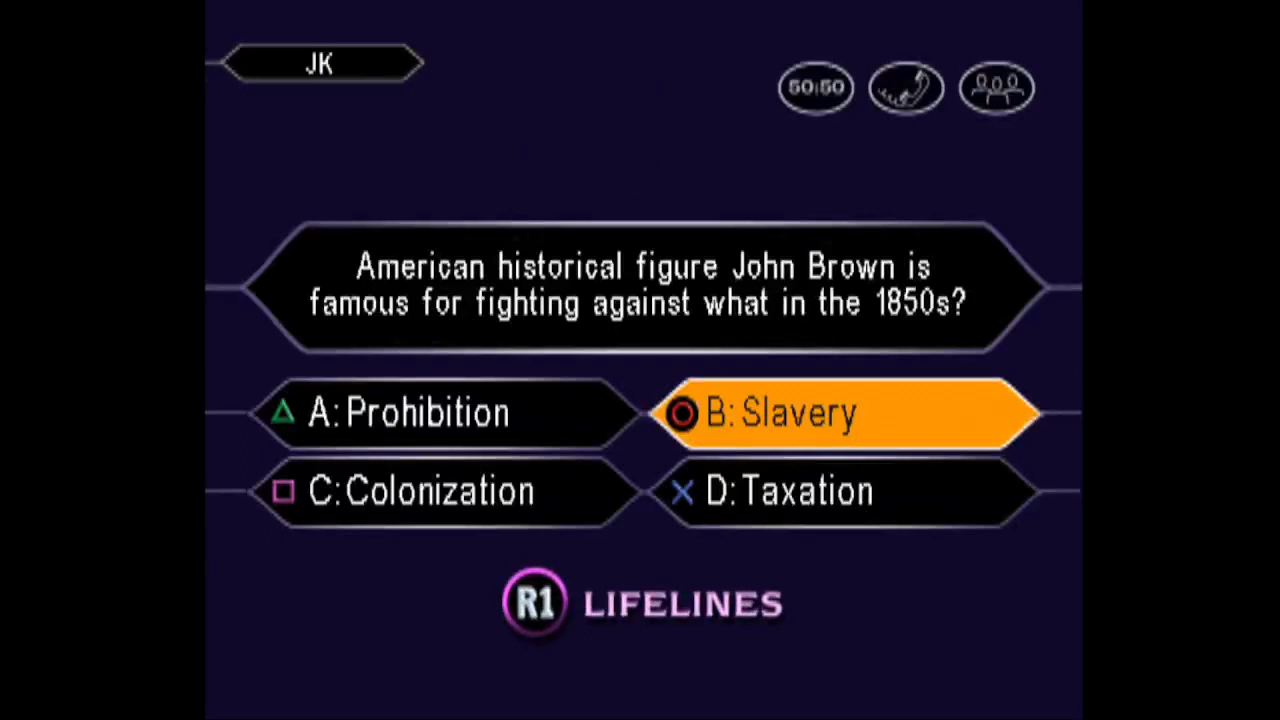 JK
50:50
American historical figure John Brown is
famous for fighting against what in the 1850s?
A: Prohibition
B: Slavery
C: Colonization
D: Taxation
R1 LIFELINES